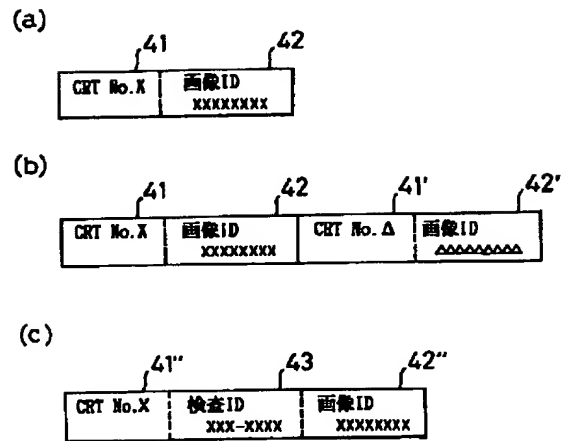 (a)
41 42
CRT No.X 画像ID
XXXXXXXX
(b)
41 42 41' 42'
CRT No.X 画像ID CRT No.Δ 画像ID
XXXXXXXX ΔΔΔΔΔΔΔΔΔ
(c)
41" 43 42"
CRT No.X 検査ID 画像ID
XXX-XXXX XXXXXXXX